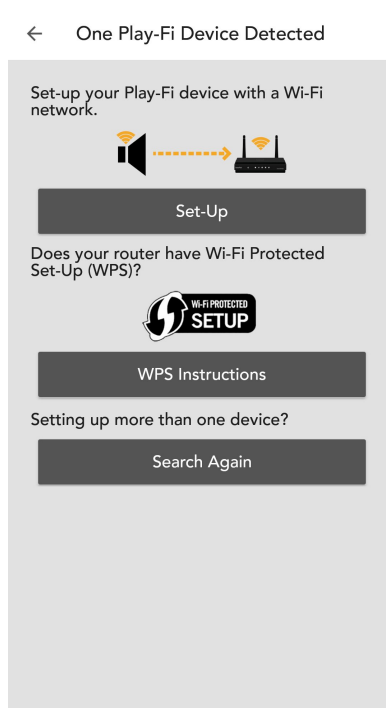 One Play-Fi Device Detected
Set-up your Play-Fi device with a Wi-Fi
network.
Set-Up
Does your router have Wi-Fi Protected
Set-Up (WPS)?
Wi-Fi PROTECTED
SETUP
WPS Instructions
Setting up more than one device?
Search Again